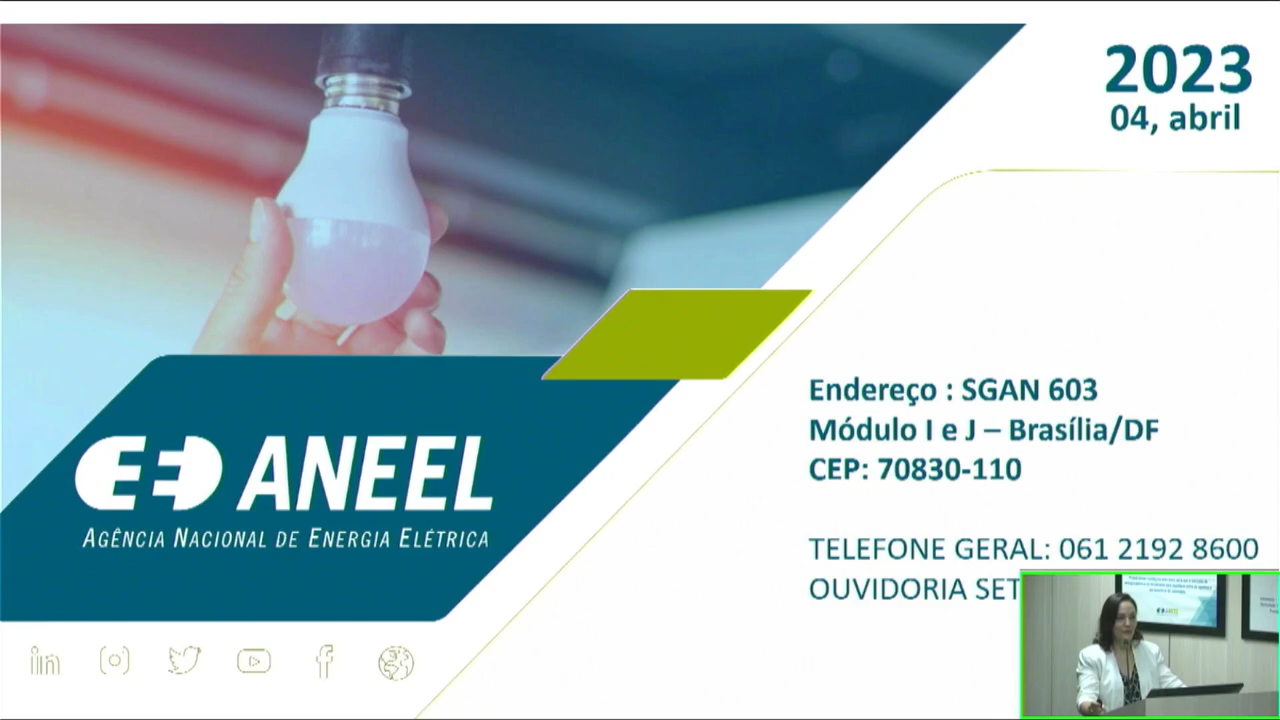 2023
04, abril
Endereço : SGAN 603
Módulo I e J – Brasília/DF
CEP: 70830-110
ANEEL
AGÊNCIA NACIONAL DE ENERGIA ELÉTRICA
TELEFONE GERAL: 061 2192 8600
OUVIDORIA SET
in
f